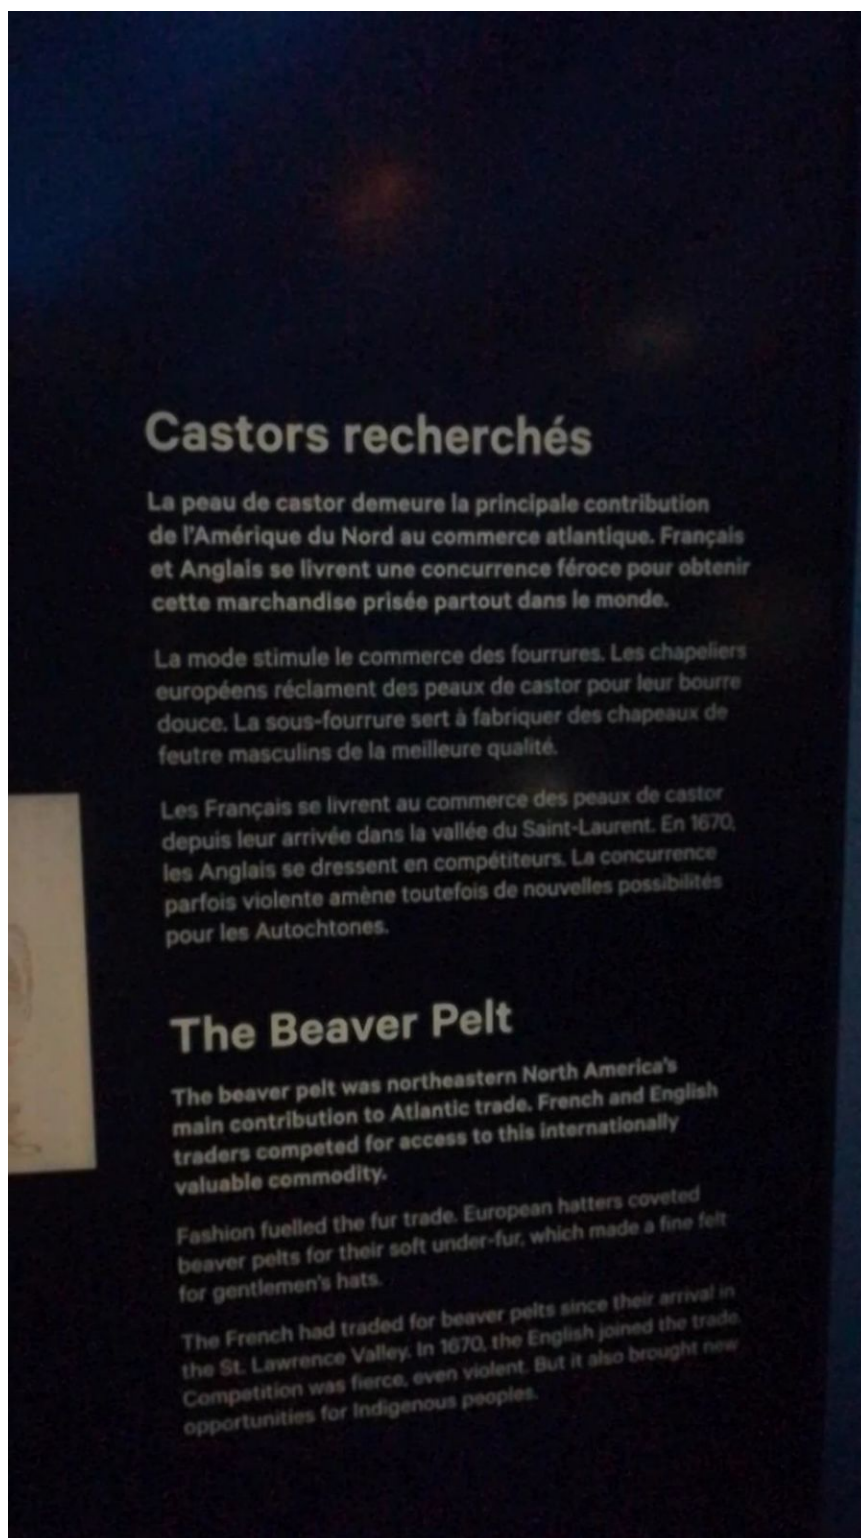 Castors recherchés
La peau de castor demeure la principale contribution
de l'Amérique du Nord au commerce atlantique. Français
et Anglais se livrent une concurrence féroce pour obtenir
cette marchandise prisée partout dans le monde.
La mode stimule le commerce des fourrures. Les chapeliers
européens réclament des peaux de castor pour leur bourre
douce. La sous-fourrure sert à fabriquer des chapeaux de
feutre masculins de la meilleure qualité.
Les Français se livrent au commerce des peaux de castor
depuis leur arrivée dans la vallée du Saint-Laurent. En 1670,
les Anglais se dressent en compétiteurs. La concurrence
parfois violente amène toutefois de nouvelles possibilités
pour les Autochtones.
The Beaver Pelt
The beaver pelt was northeastern North America's
main contribution to Atlantic trade. French and English
traders competed for access to this internationally
valuable commodity.
Fashion fuelled the fur trade. European hatters coveted
beaver pelts for their soft under-fur, which made a fine felt
for gentlemen's hats.
The French had traded for beaver pelts since their arrival in
the St. Lawrence Valley. In 1670, the English joined the trade.
Competition was fierce, even violent. But it also brought new
opportunities for Indigenous peoples.